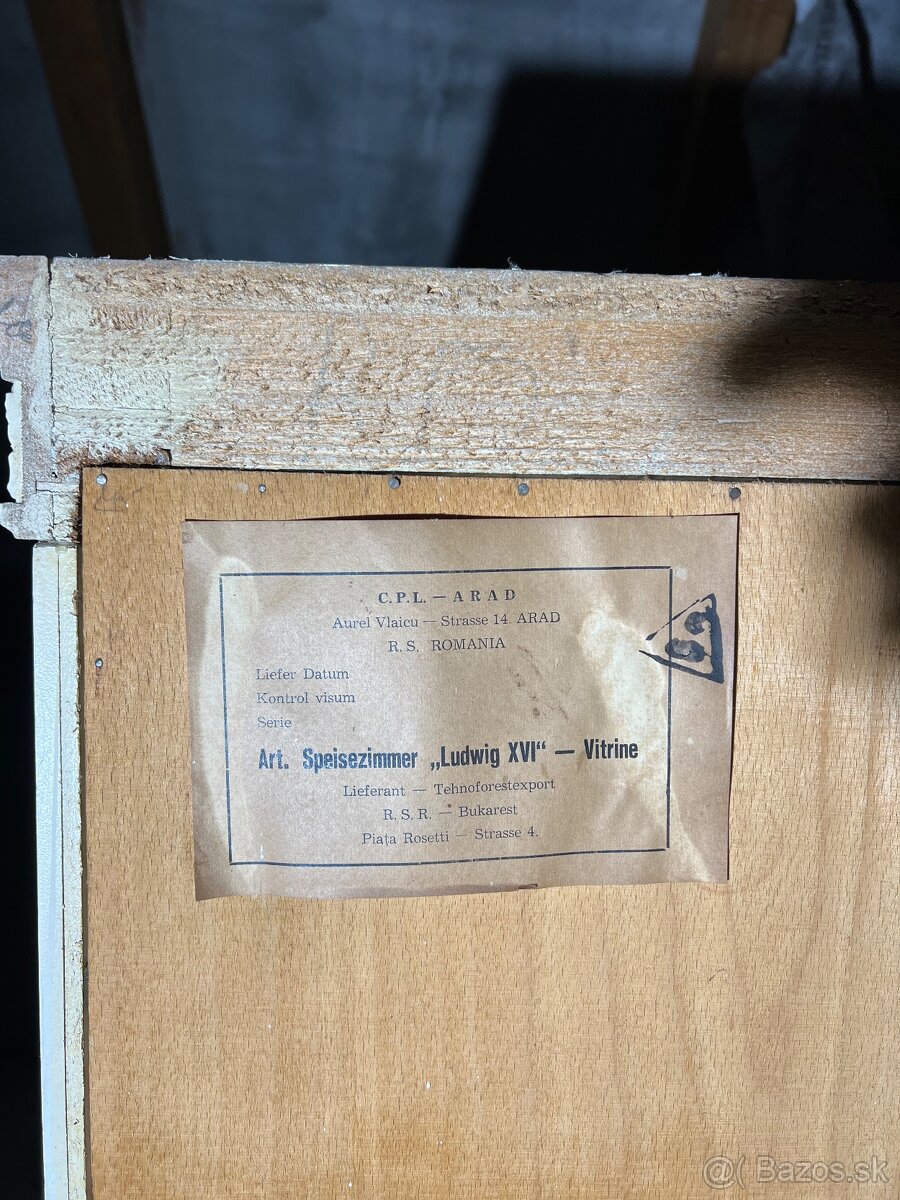 C.P.L. — ARAD
Aurel Vlaicu — Strasse 14 ARAD
R. S. ROMANIA
Liefer Datum
Kontrol visum
Serie
Art. Speisezimmer „Ludwig XVI“ — Vitrine
Lieferant — Tehnoforestexport
R. S. R. — Bukarest
Piaţa Rosetti — Strasse 4.
@( Bazos.sk